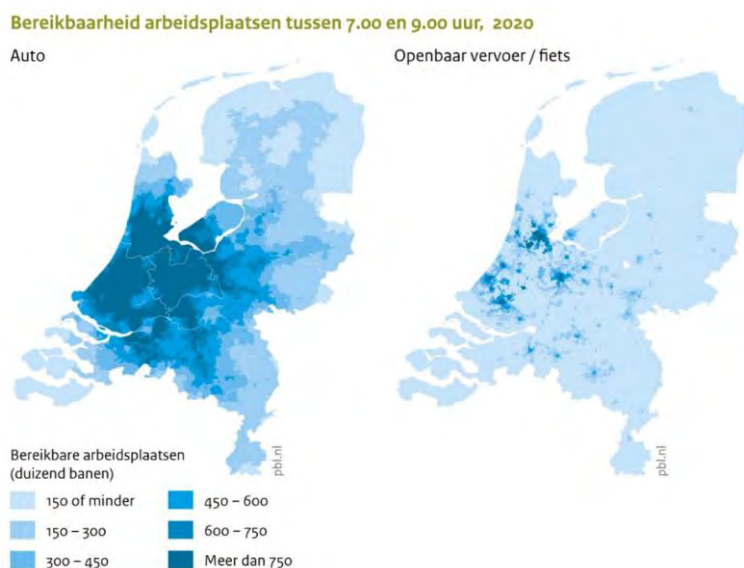 Bereikbaarheid arbeidsplaatsen tussen 7.00 en 9.00 uur, 2020
Auto
Openbaar vervoer / fiets
Bereikbare arbeidsplaatsen
(duizend banen)
150 of minder
150 – 300
300 – 450
450 – 600
600 – 750
Meer dan 750
pbl.nl
pbl.nl